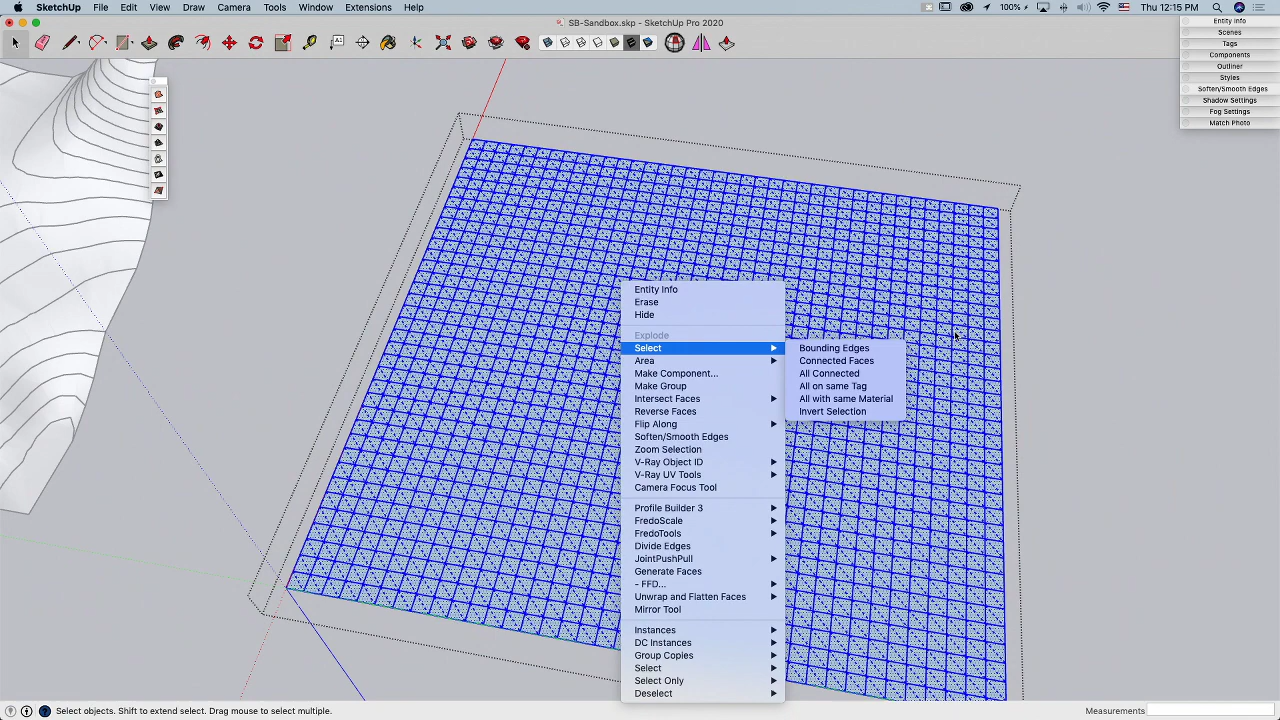 SketchUp File Edit View Draw Camera Tools Window Extensions Help
100% Thu 12:15 PM
SB-Sandbox.skp - SketchUp Pro 2020
Entity Info
Scenes
Tags
Components
Outliner
Styles
Soften/Smooth Edges
Shadow Settings
Fog Settings
Match Photo
Entity Info
Erase
Hide
Explode
Select
Area
Make Component...
Make Group
Intersect Faces
Reverse Faces
Flip Along
Soften/Smooth Edges
Zoom Selection
V-Ray Object ID
V-Ray UV Tools
Camera Focus Tool
Profile Builder 3
FredoScale
FredoTools
Divide Edges
JointPushPull
Generate Faces
- FFD...
Unwrap and Flatten Faces
Mirror Tool
Instances
DC Instances
Group Copies
Select
Select Only
Deselect
Bounding Edges
Connected Faces
All Connected
All on same Tag
All with same Material
Invert Selection
Select objects. Shift to extend select. Drag mouse to select multiple.
Measurements